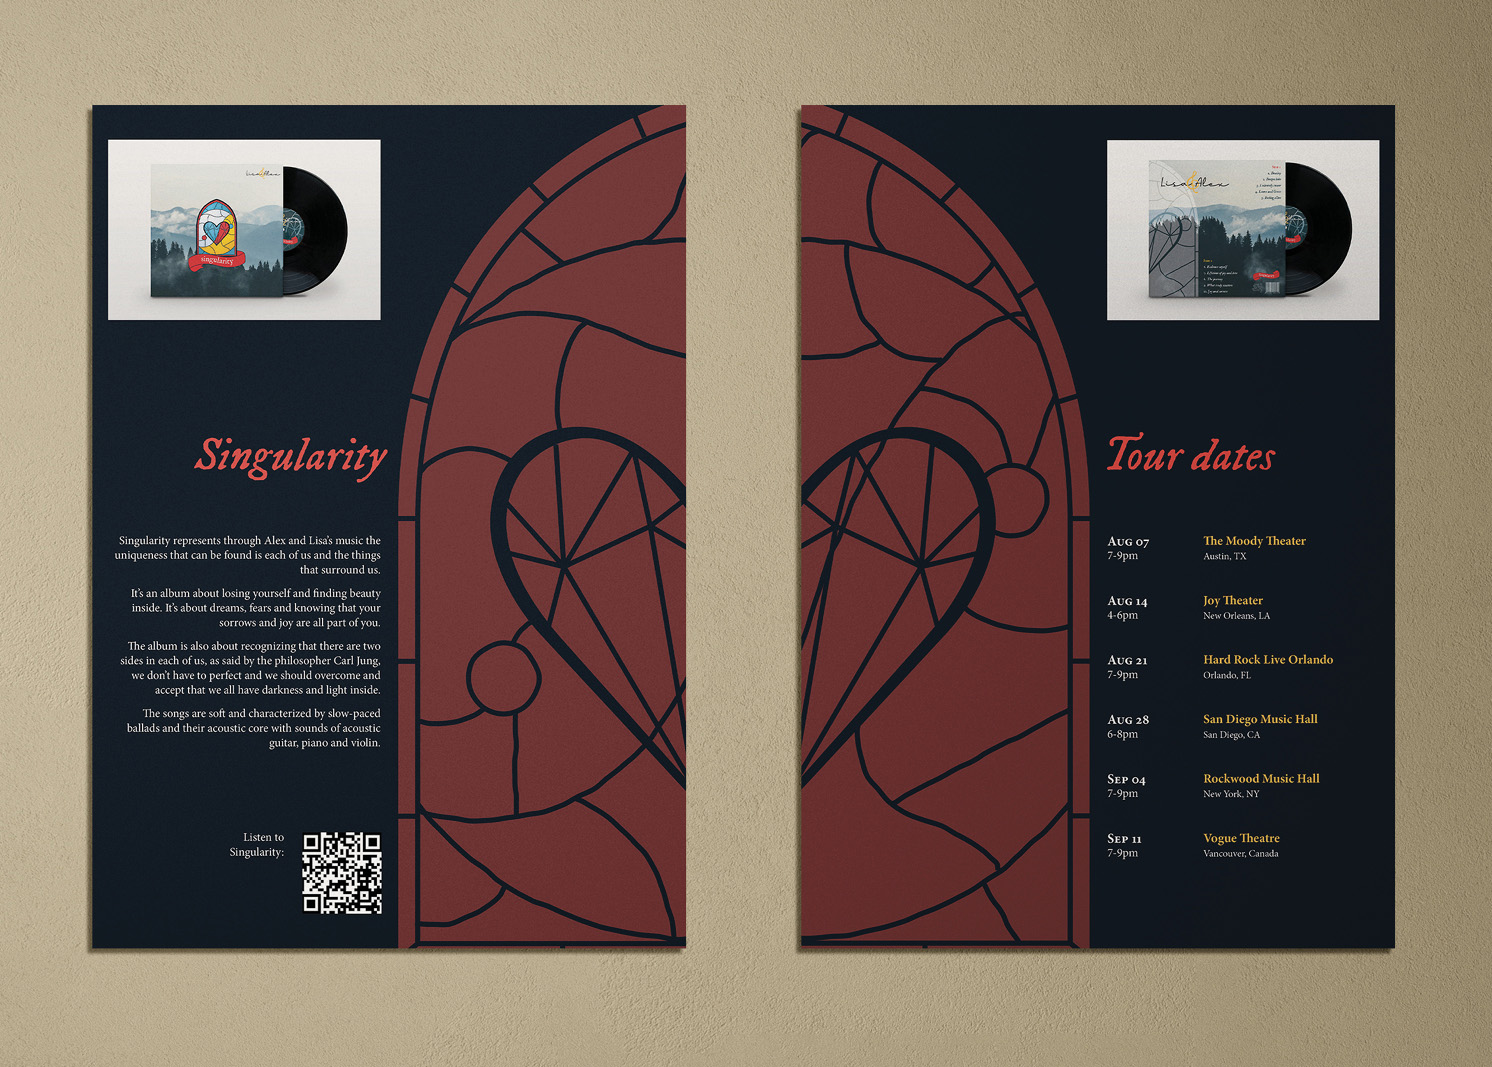 Lisa & Alex
singularity
Singularity
Singularity represents through Alex and Lisa's music the
uniqueness that can be found is each of us and the things
that surround us.
It's an album about losing yourself and finding beauty
inside. It's about dreams, fears and knowing that your
sorrows and joy are all part of you.
The album is also about recognizing that there are two
sides in each of us, as said by the philosopher Carl Jung,
we don't have to perfect and we should overcome and
accept that we all have darkness and light inside.
The songs are soft and characterized by slow-paced
ballads and their acoustic core with sounds of acoustic
guitar, piano and violin.
Listen to
Singularity:
Lisa & Alex
Tour dates
Aug 07 The Moody Theater
7-9pm Austin, TX
Aug 14 Joy Theater
4-6pm New Orleans, LA
Aug 21 Hard Rock Live Orlando
7-9pm Orlando, FL
Aug 28 San Diego Music Hall
6-8pm San Diego, CA
Sep 04 Rockwood Music Hall
7-9pm New York, NY
Sep 11 Vogue Theatre
7-9pm Vancouver, Canada